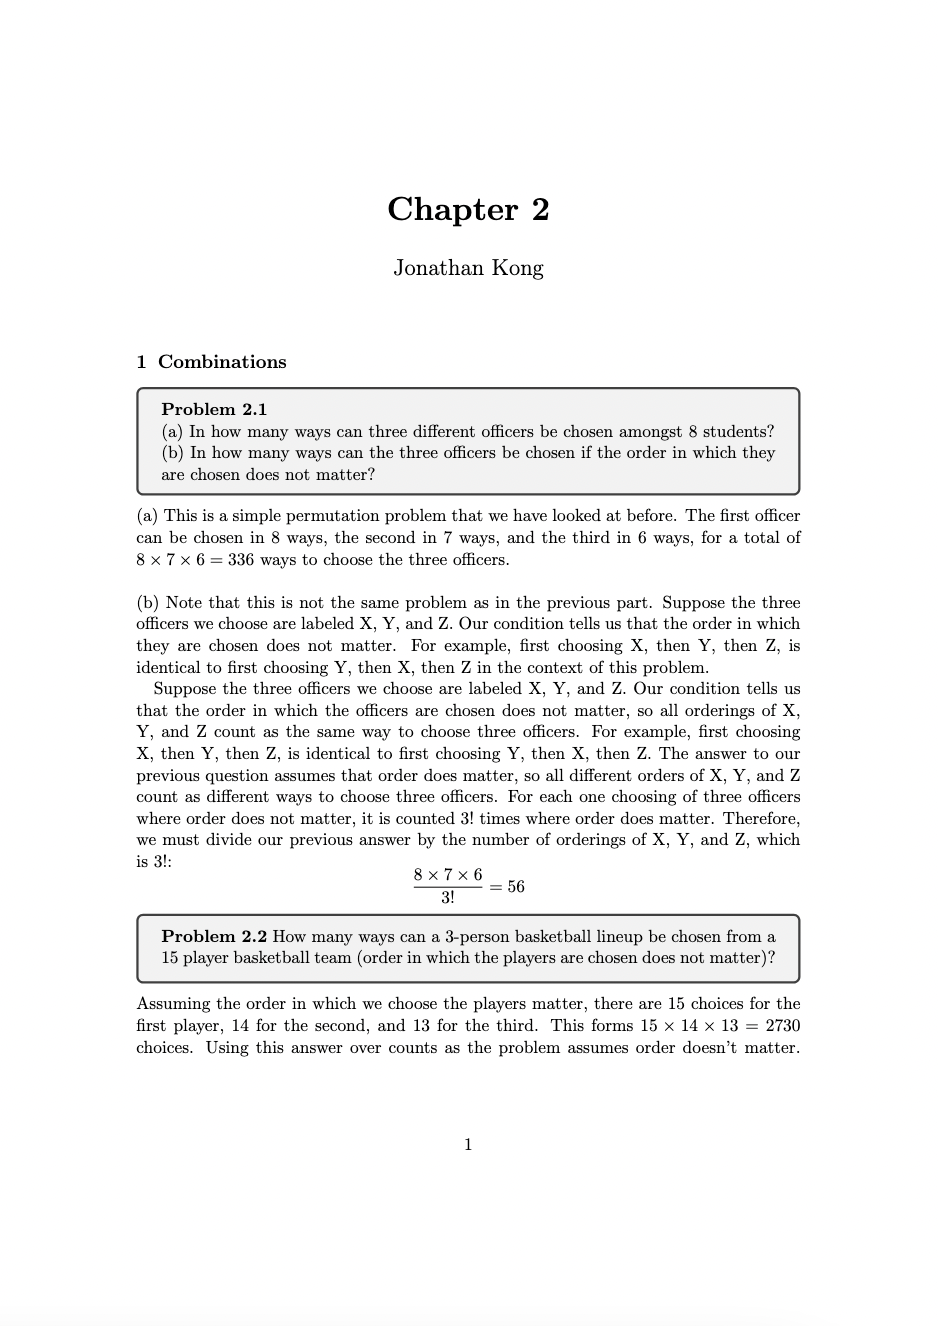 Chapter 2
Jonathan Kong
1 Combinations
Problem 2.1
(a) In how many ways can three different officers be chosen amongst 8 students?
(b) In how many ways can the three officers be chosen if the order in which they
are chosen does not matter?
(a) This is a simple permutation problem that we have looked at before. The first officer
can be chosen in 8 ways, the second in 7 ways, and the third in 6 ways, for a total of
8 × 7 × 6 = 336 ways to choose the three officers.
(b) Note that this is not the same problem as in the previous part. Suppose the three
officers we choose are labeled X, Y, and Z. Our condition tells us that the order in which
they are chosen does not matter. For example, first choosing X, then Y, then Z, is
identical to first choosing Y, then X, then Z in the context of this problem.
Suppose the three officers we choose are labeled X, Y, and Z. Our condition tells us
that the order in which the officers are chosen does not matter, so all orderings of X,
Y, and Z count as the same way to choose three officers. For example, first choosing
X, then Y, then Z, is identical to first choosing Y, then X, then Z. The answer to our
previous question assumes that order does matter, so all different orders of X, Y, and Z
count as different ways to choose three officers. For each one choosing of three officers
where order does not matter, it is counted 3! times where order does matter. Therefore,
we must divide our previous answer by the number of orderings of X, Y, and Z, which
is 3!:
8 × 7 × 6
= 56
3!
Problem 2.2 How many ways can a 3-person basketball lineup be chosen from a
15 player basketball team (order in which the players are chosen does not matter)?
Assuming the order in which we choose the players matter, there are 15 choices for the
first player, 14 for the second, and 13 for the third. This forms 15 × 14 × 13 = 2730
choices. Using this answer over counts as the problem assumes order doesn't matter.
1